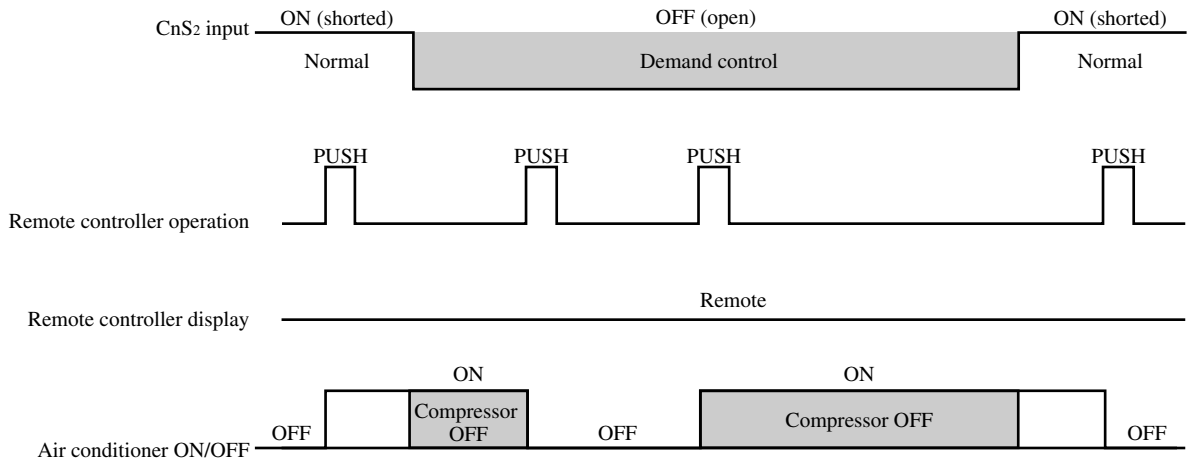 CnS2 input
ON (shorted)
OFF (open)
ON (shorted)
Normal
Demand control
Normal
PUSH
PUSH
PUSH
PUSH
Remote controller operation
Remote
Remote controller display
ON
ON
OFF
Compressor
OFF
OFF
Compressor OFF
OFF
Air conditioner ON/OFF